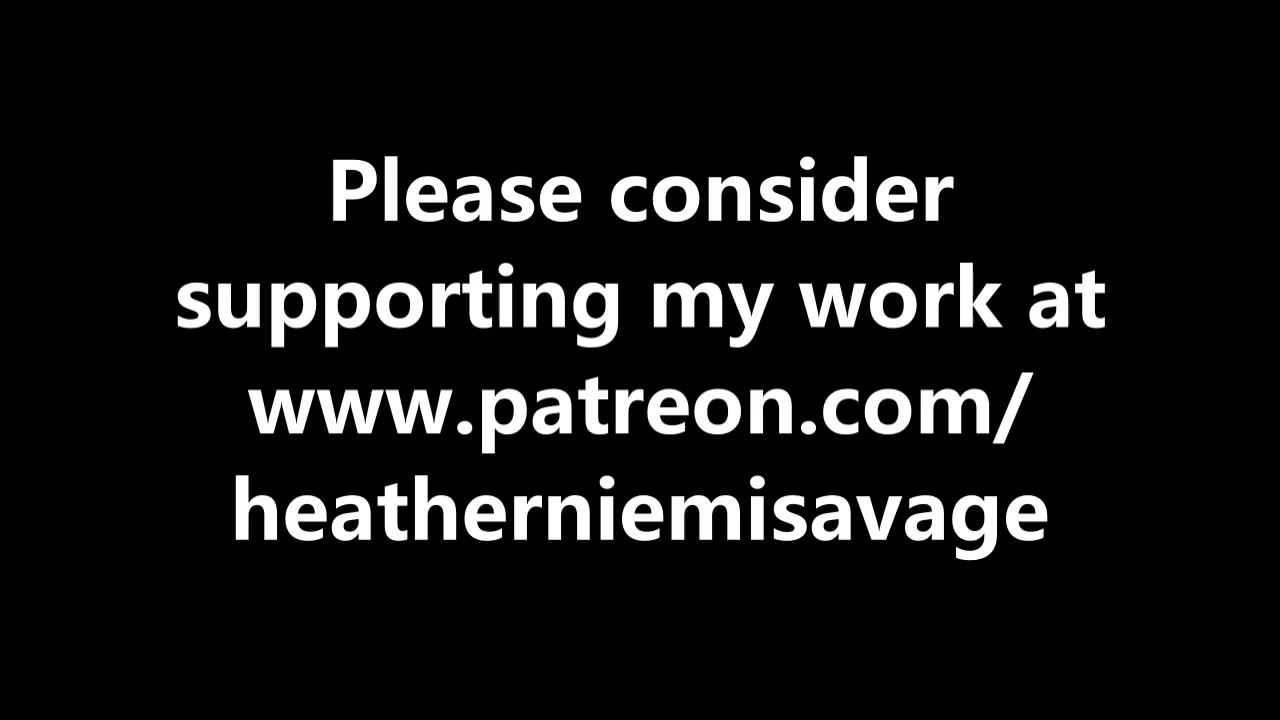 Please consider
supporting my work at
www.patreon.com/
heatherniemisavage